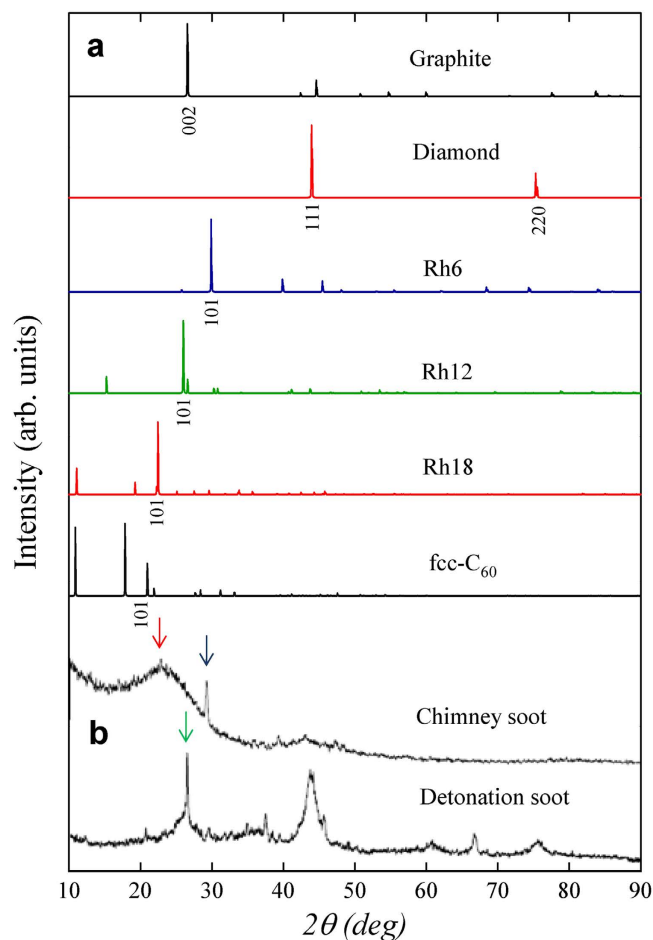 a
Graphite
002
Diamond
111
220
Rh6
101
Rh12
101
Rh18
101
fcc-C₆₀
101
Chimney soot
b
Detonation soot
10 20 30 40 50 60 70 80 90
2θ (deg)
Intensity (arb. units)